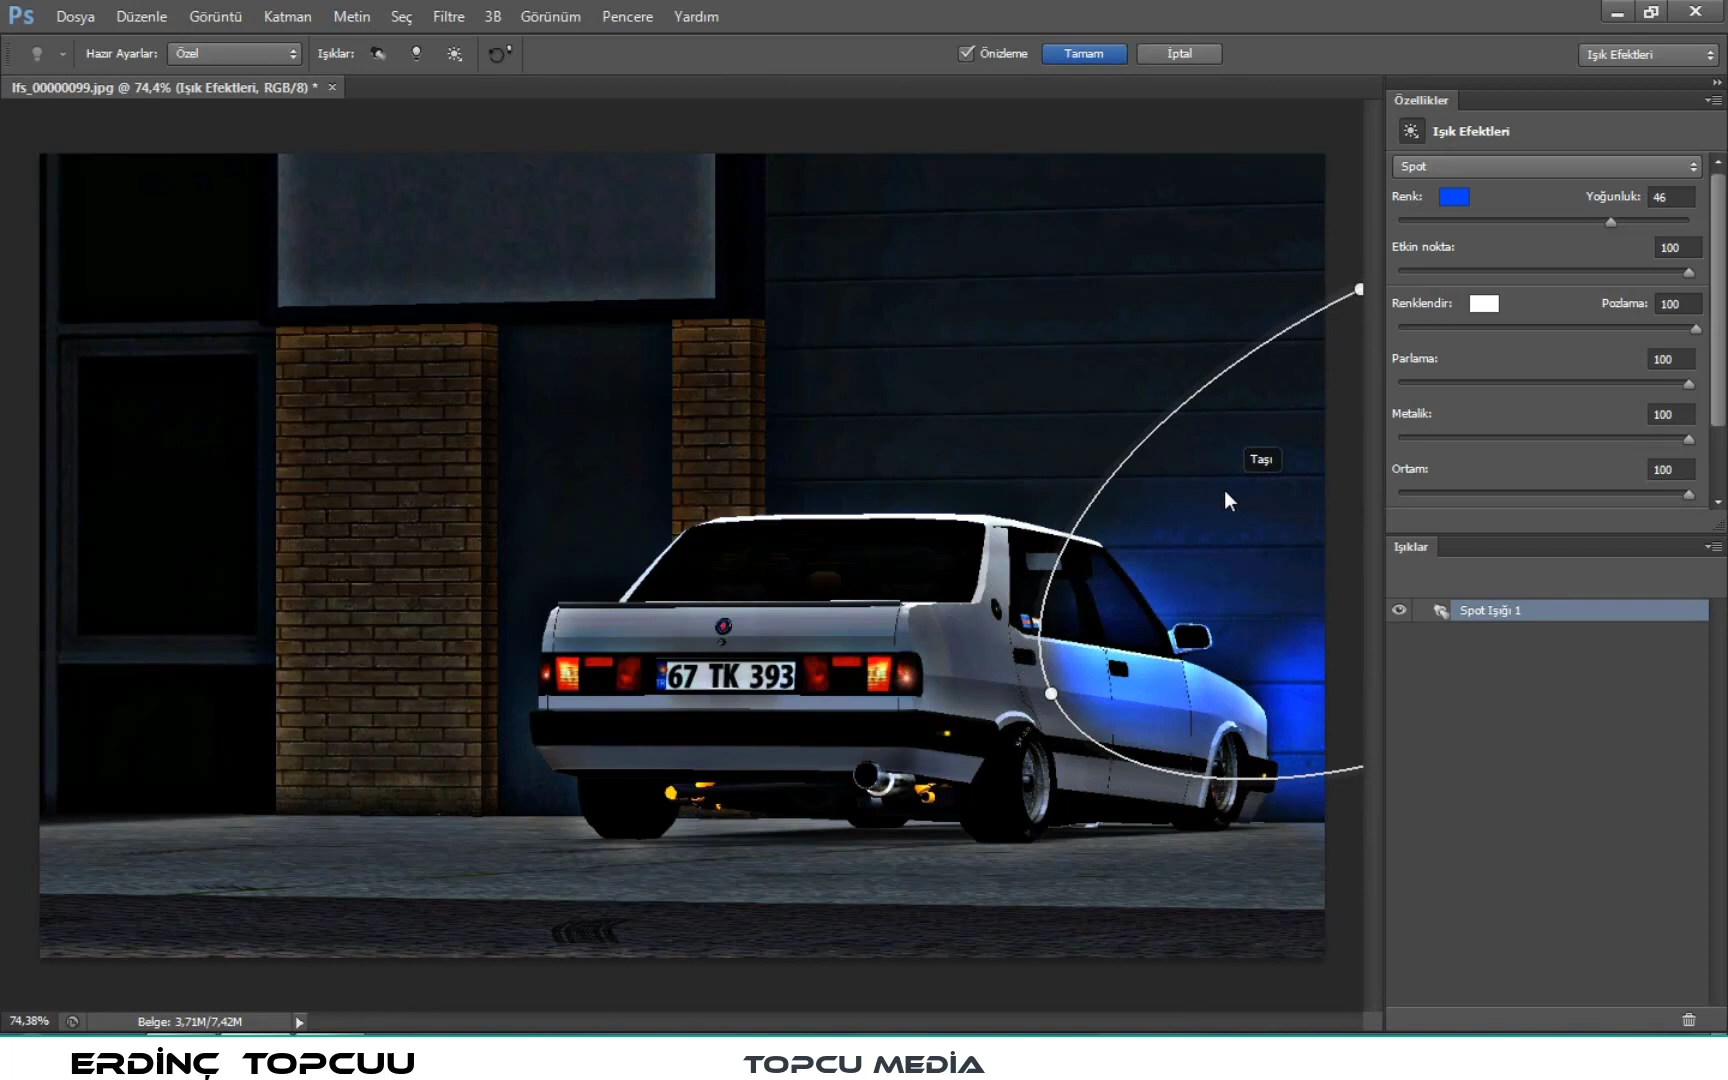 Ps Dosya Düzenle Görüntü Katman Metin Seç Filtre 3B Görünüm Pencere Yardım
Hazır Ayarlar: Özel Işıklar: Önizleme Tamam İptal Işık Efektleri
lfs_00000099.jpg @ 74,4% (Işık Efektleri, RGB/8) * ×
Özellikler
Işık Efektleri
Spot
Renk: Yoğunluk: 46
Etkin nokta: 100
Renklendir: Pozlama: 100
Parlama: 100
Metalik: 100
Ortam: 100
Taşı
Işıklar
Spot Işığı 1
67 TK 393
74,38% Belge: 3,71M/7,42M
ERDİNÇ TOPCUU TOPCU MEDİA